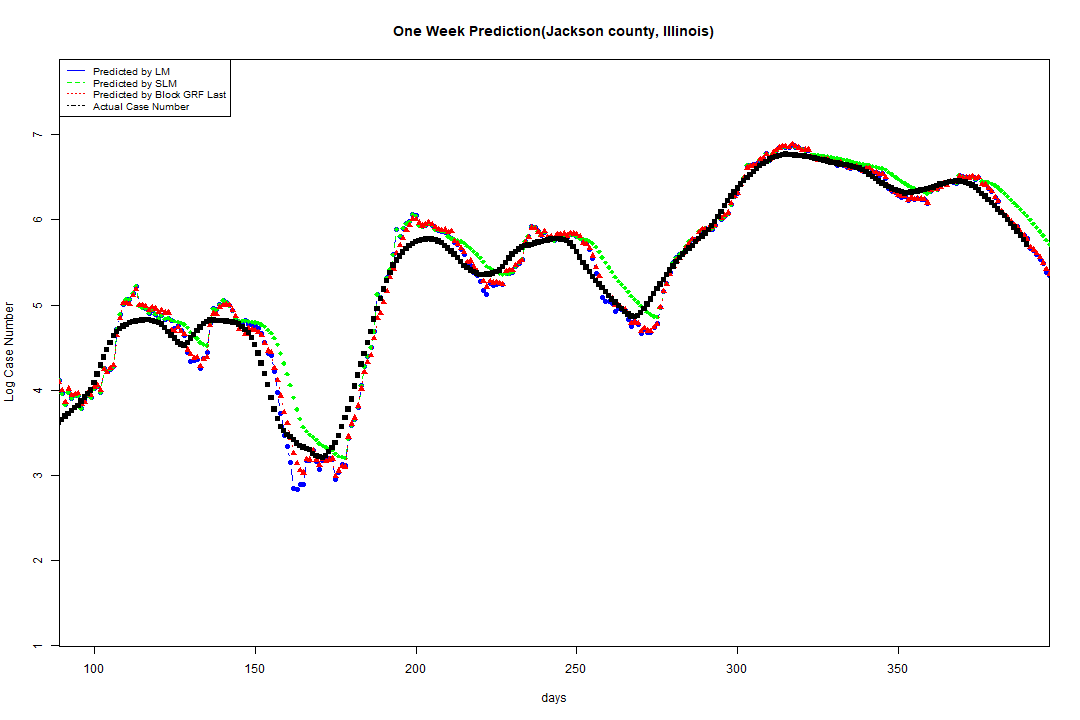 One Week Prediction(Jackson county, Illinois)
Predicted by LM
Predicted by SLM
Predicted by Block GRF Last
Actual Case Number
7
6
5
4
3
2
1
Log Case Number
100 150 200 250 300 350
days